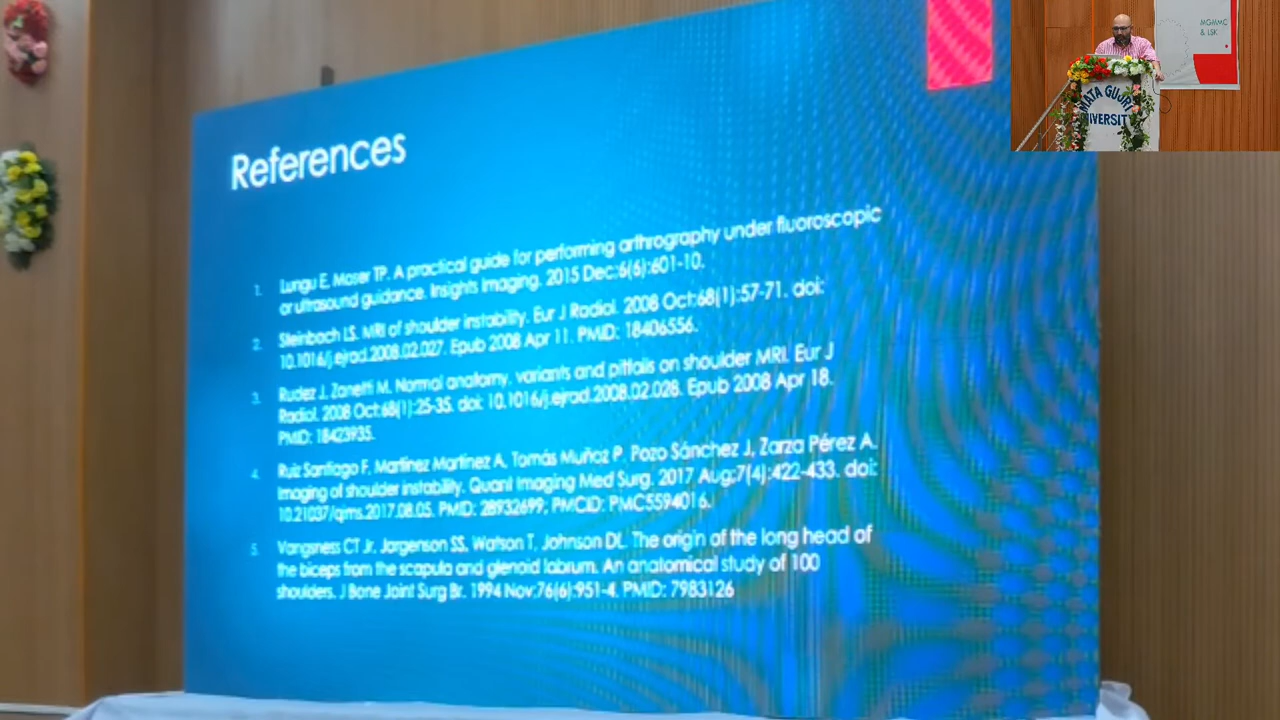 References
1. Lungu E, Moser TP. A practical guide for performing arthrography under fluoroscopic
or ultrasound guidance. Insights Imaging. 2015 Dec;6(6):601-10.
2. Steinbach LS. MRI of shoulder instability. Eur J Radiol. 2008 Oct;68(1):57-71. doi:
10.1016/j.ejrad.2008.02.027. Epub 2008 Apr 11. PMID: 18406556.
3. Rudez J, Zanetti M. Normal anatomy, variants and pitfalls on shoulder MRI. Eur J
Radiol. 2008 Oct;68(1):25-35. doi: 10.1016/j.ejrad.2008.02.028. Epub 2008 Apr 18.
PMID: 18423935.
4. Ruiz Santiago F, Martínez Martínez A, Tomás Muñoz P, Pozo Sánchez J, Zarza Pérez A.
Imaging of shoulder instability. Quant Imaging Med Surg. 2017 Aug;7(4):422-433. doi:
10.21037/qims.2017.08.05. PMID: 28932699; PMCID: PMC5594016.
5. Vangsness CT Jr, Jorgenson SS, Watson T, Johnson DL. The origin of the long head of
the biceps from the scapula and glenoid labrum. An anatomical study of 100
shoulders. J Bone Joint Surg Br. 1994 Nov;76(6):951-4. PMID: 7983126
MGMMC
& LSK
MATA GUJRI
UNIVERSITY